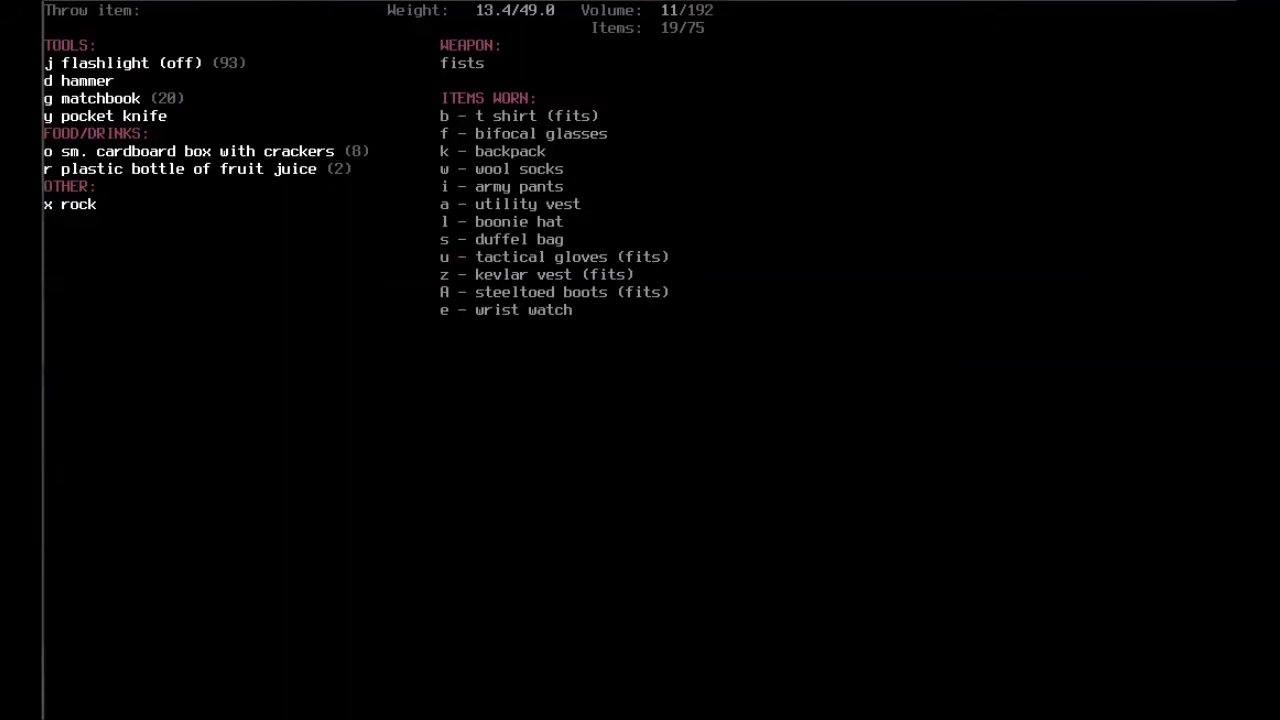 Throw item: Weight: 13.4/49.0 Volume: 11/192
Items: 19/75
TOOLS:
j flashlight (off) (93)
d hammer
g matchbook (20)
y pocket knife
FOOD/DRINKS:
o sm. cardboard box with crackers (8)
r plastic bottle of fruit juice (2)
OTHER:
x rock
WEAPON:
fists
ITEMS WORN:
b - t shirt (fits)
f - bifocal glasses
k - backpack
w - wool socks
i - army pants
a - utility vest
l - boonie hat
s - duffel bag
u - tactical gloves (fits)
z - kevlar vest (fits)
A - steeltoed boots (fits)
e - wrist watch